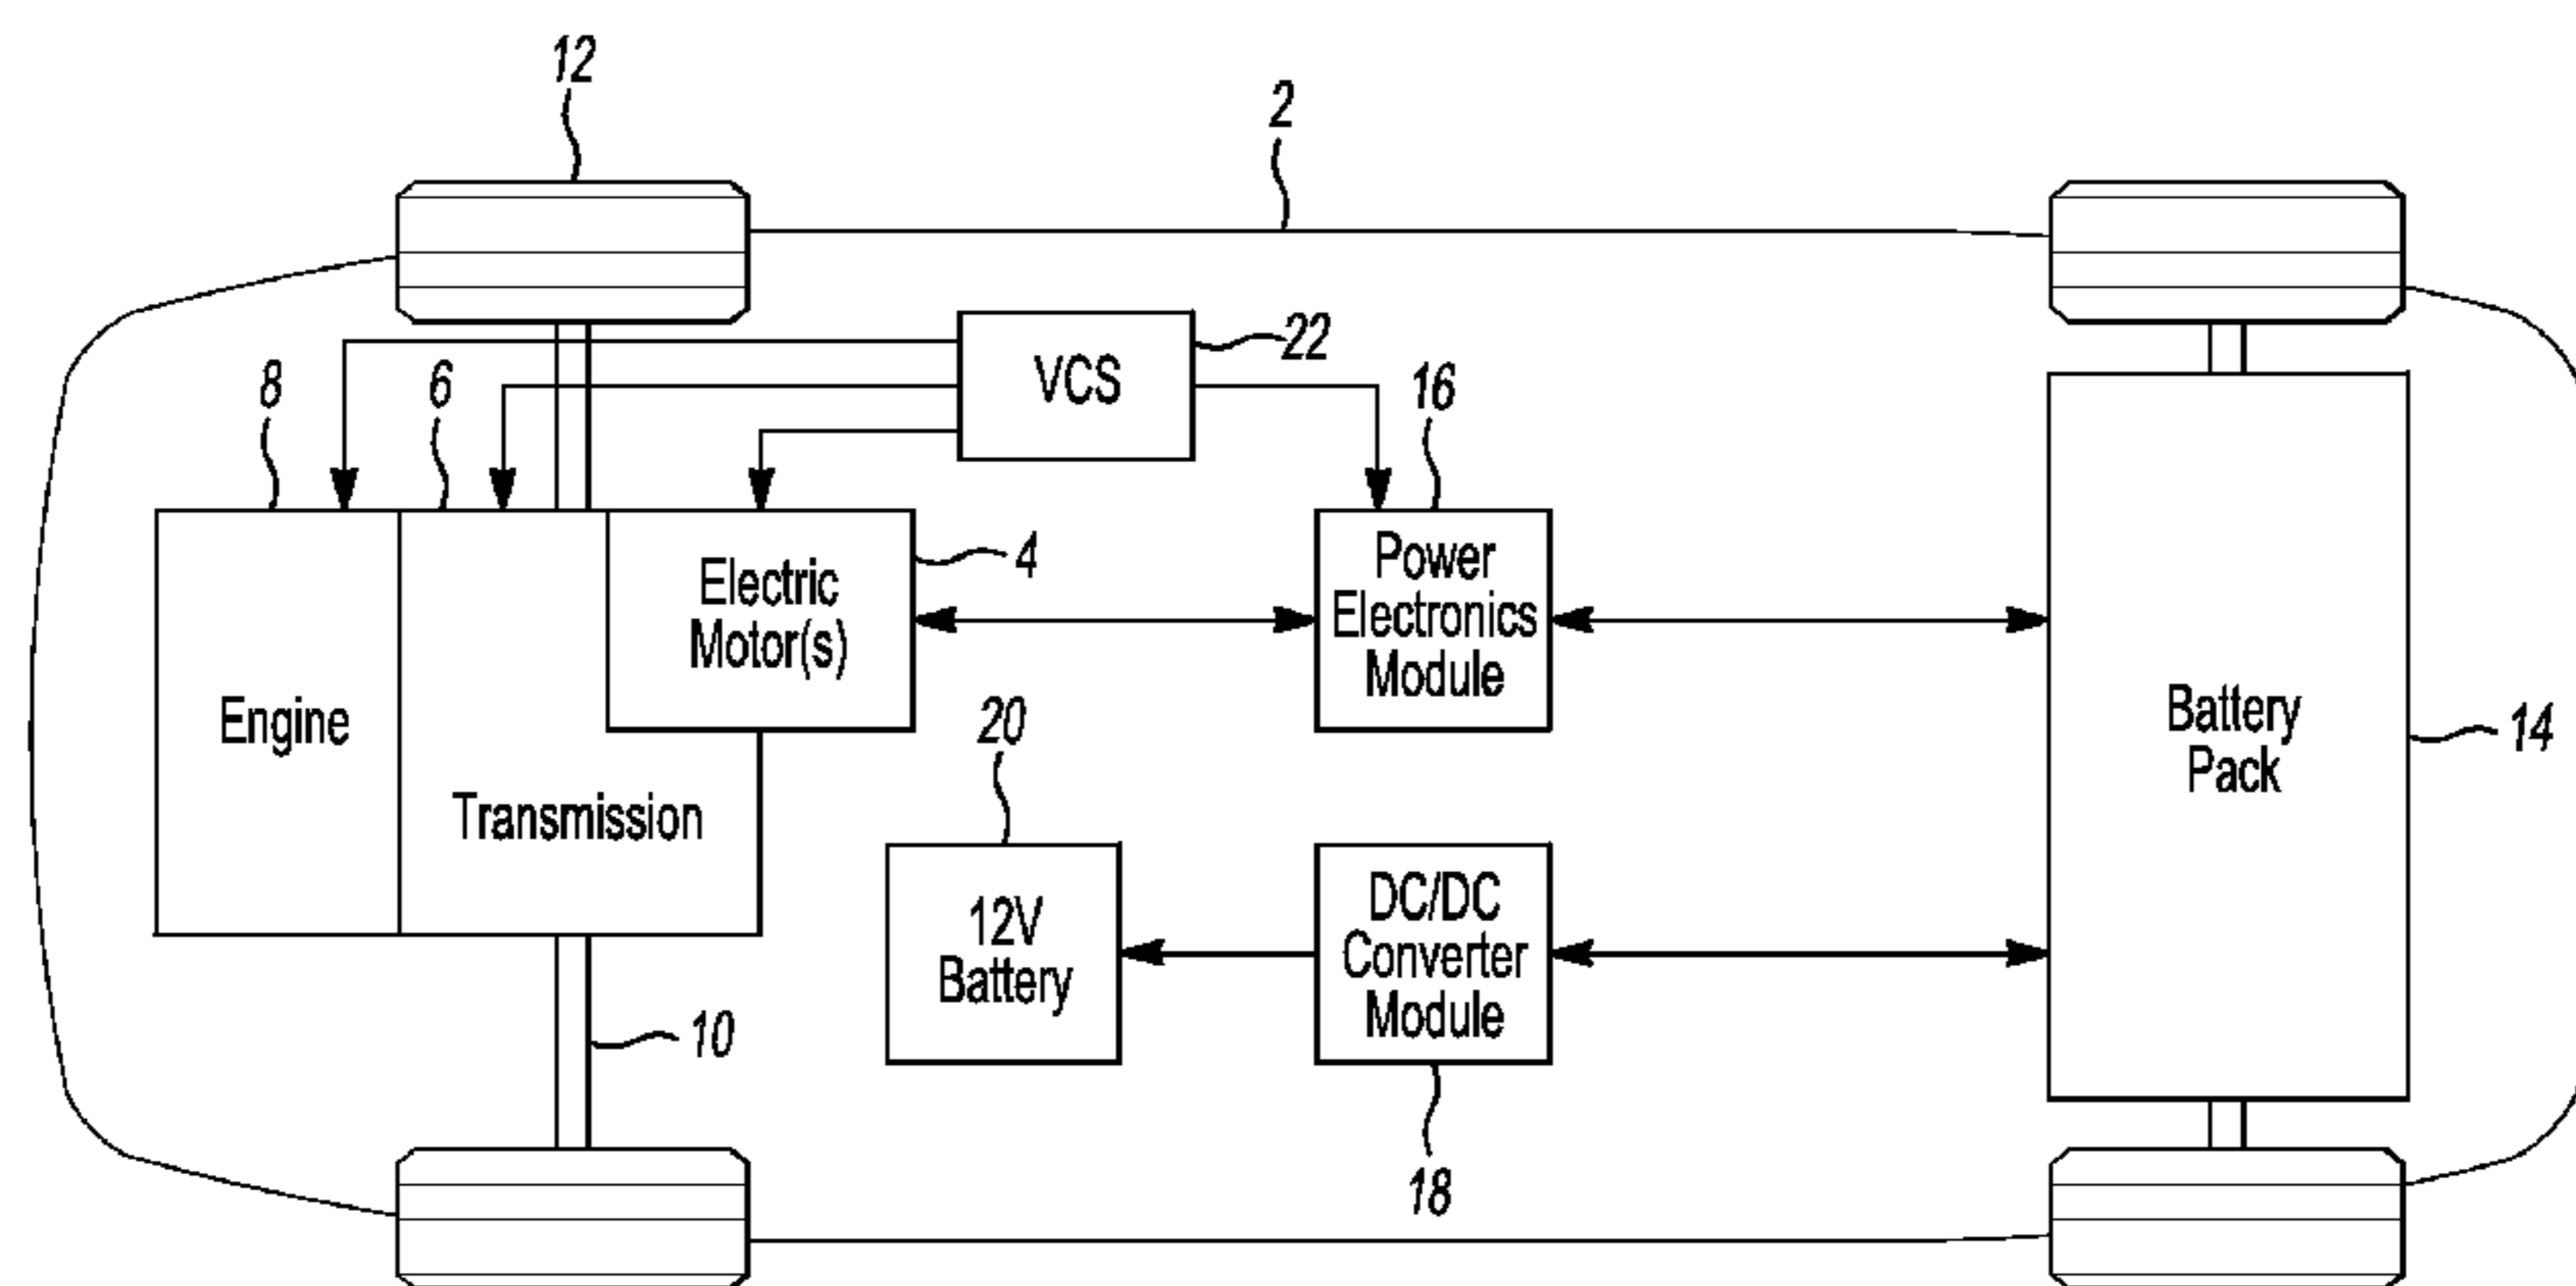 12
2
22
VCS
8
6
16
4
Electric
Motor(s)
Power
Electronics
Module
Engine
20
Battery
Pack
14
Transmission
12V
Battery
DC/DC
Converter
Module
10
18